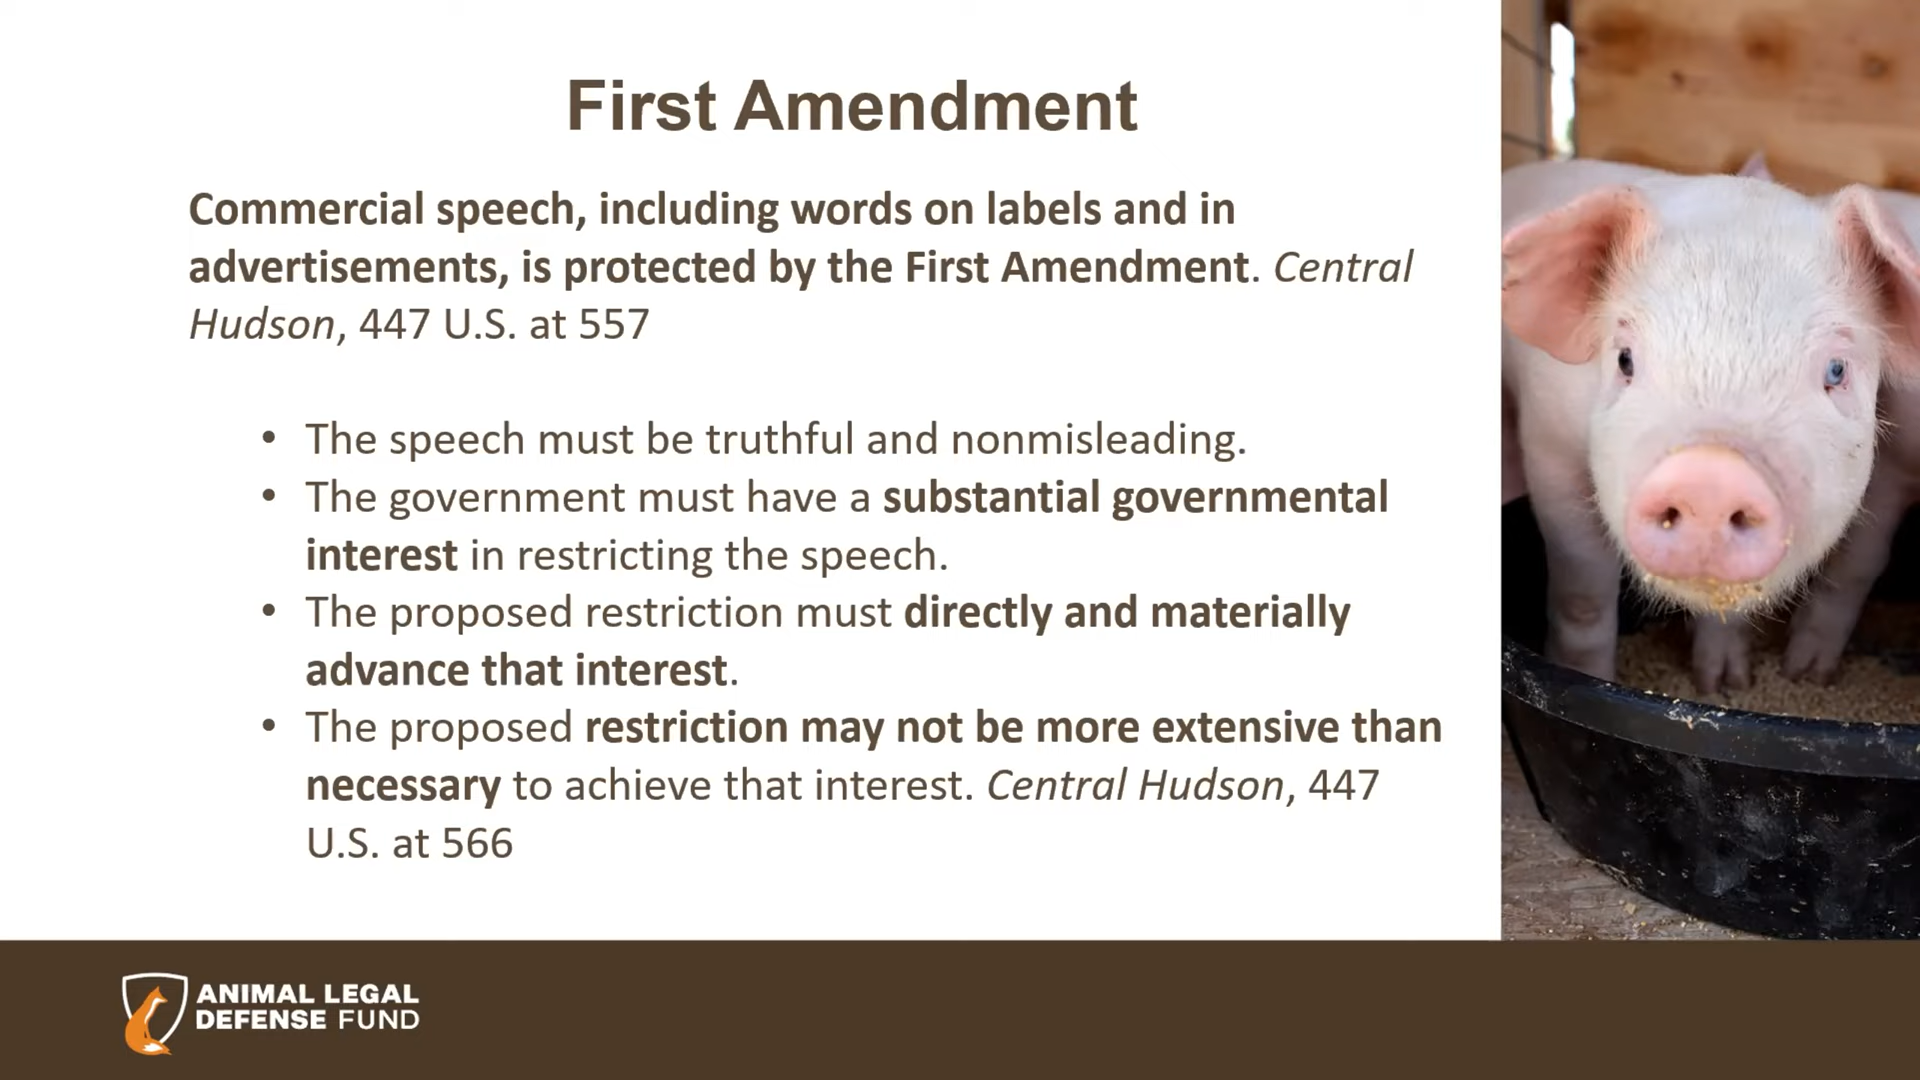 First Amendment
Commercial speech, including words on labels and in
advertisements, is protected by the First Amendment. Central
Hudson, 447 U.S. at 557
• The speech must be truthful and nonmisleading.
• The government must have a substantial governmental
interest in restricting the speech.
• The proposed restriction must directly and materially
advance that interest.
• The proposed restriction may not be more extensive than
necessary to achieve that interest. Central Hudson, 447
U.S. at 566
ANIMAL LEGAL
DEFENSE FUND